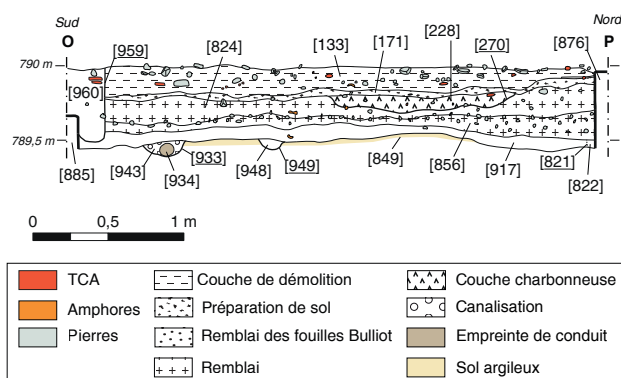 Sud Nord
O [959] [824] [133] [171] [228] [270] [876] P
790 m
[960]
789,5 m
[885] [943] [934] [933] [948] [949] [849] [856] [917] [821] [822]
0 0,5 1 m
TCA Couche de démolition Couche charbonneuse
Amphores Préparation de sol Canalisation
Pierres Remblai des fouilles Bulliot Empreinte de conduit
Remblai Sol argileux